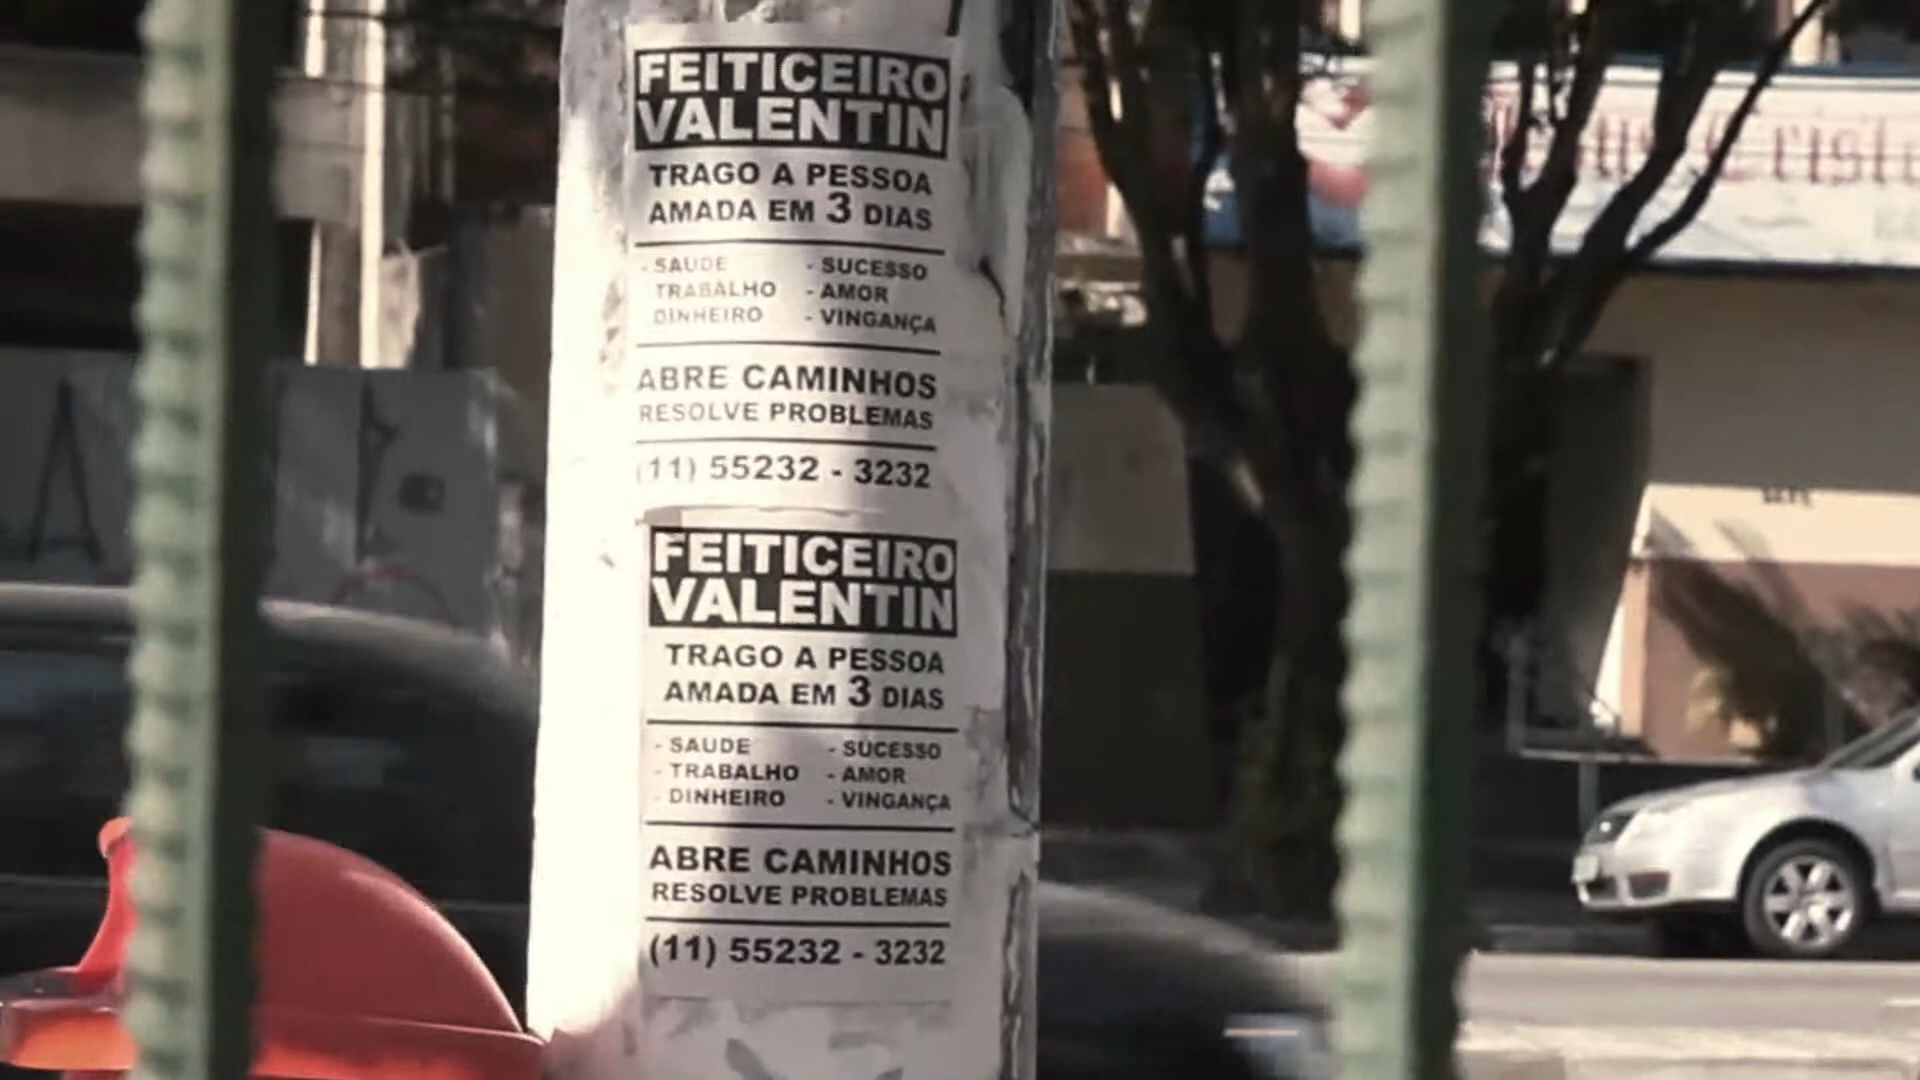 FEITICEIRO
VALENTIN
TRAGO A PESSOA
AMADA EM 3 DIAS
- SAUDE - SUCESSO
TRABALHO - AMOR
DINHEIRO - VINGANÇA
ABRE CAMINHOS
RESOLVE PROBLEMAS
(11) 55232 - 3232
FEITICEIRO
VALENTIN
TRAGO A PESSOA
AMADA EM 3 DIAS
- SAUDE - SUCESSO
- TRABALHO - AMOR
- DINHEIRO - VINGANÇA
ABRE CAMINHOS
RESOLVE PROBLEMAS
(11) 55232 - 3232